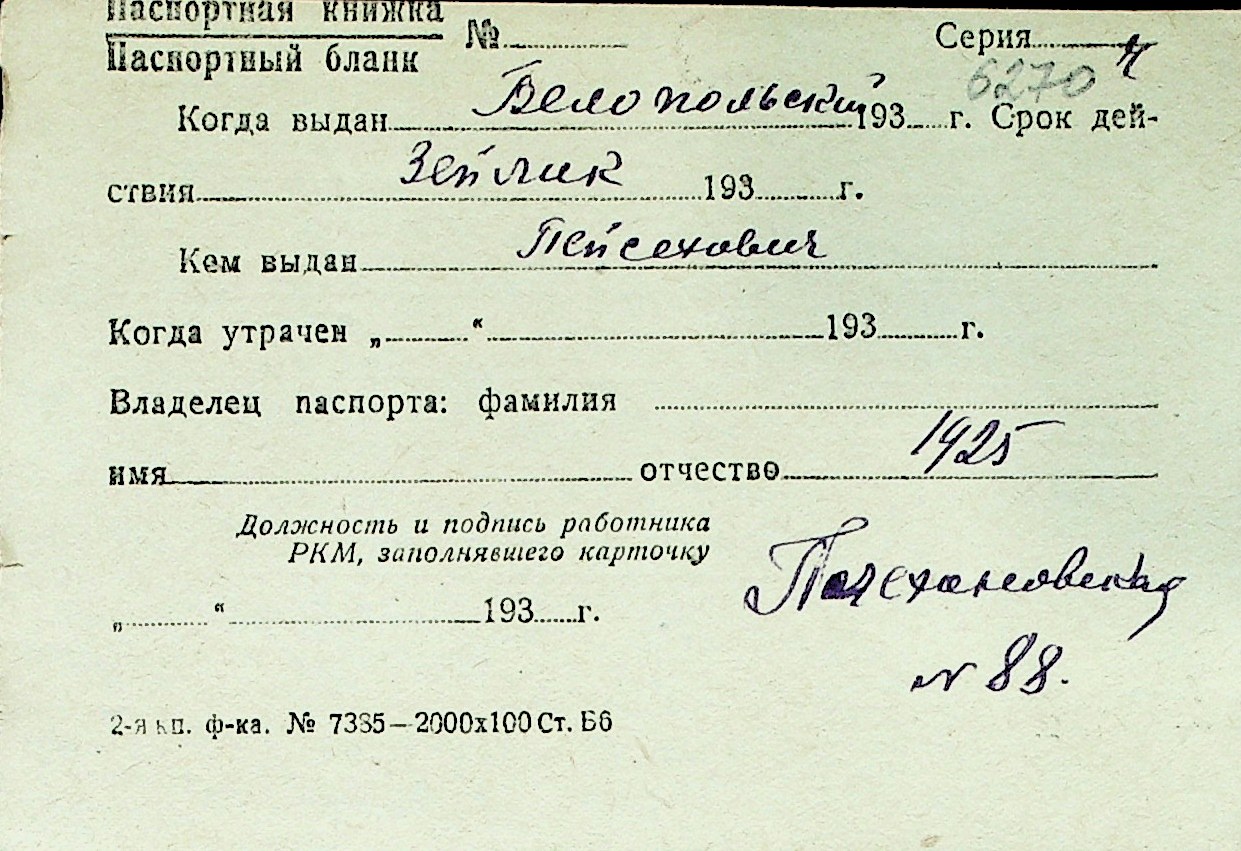 Паспортная книжка
Паспортный бланк № Серия ч
6270
Когда выдан Белопольский 193 г. Срок дей-
ствия Зейлик 193 г.
Кем выдан Пейсехович
Когда утрачен „ “ 193 г.
Владелец паспорта: фамилия
имя отчество 1925
Должность и подпись работника
РКМ, заполнявшего карточку
„ “ 193 г.
№ 88.
2-я кп. ф-ка. № 7385—2000х100 Ст. Б6